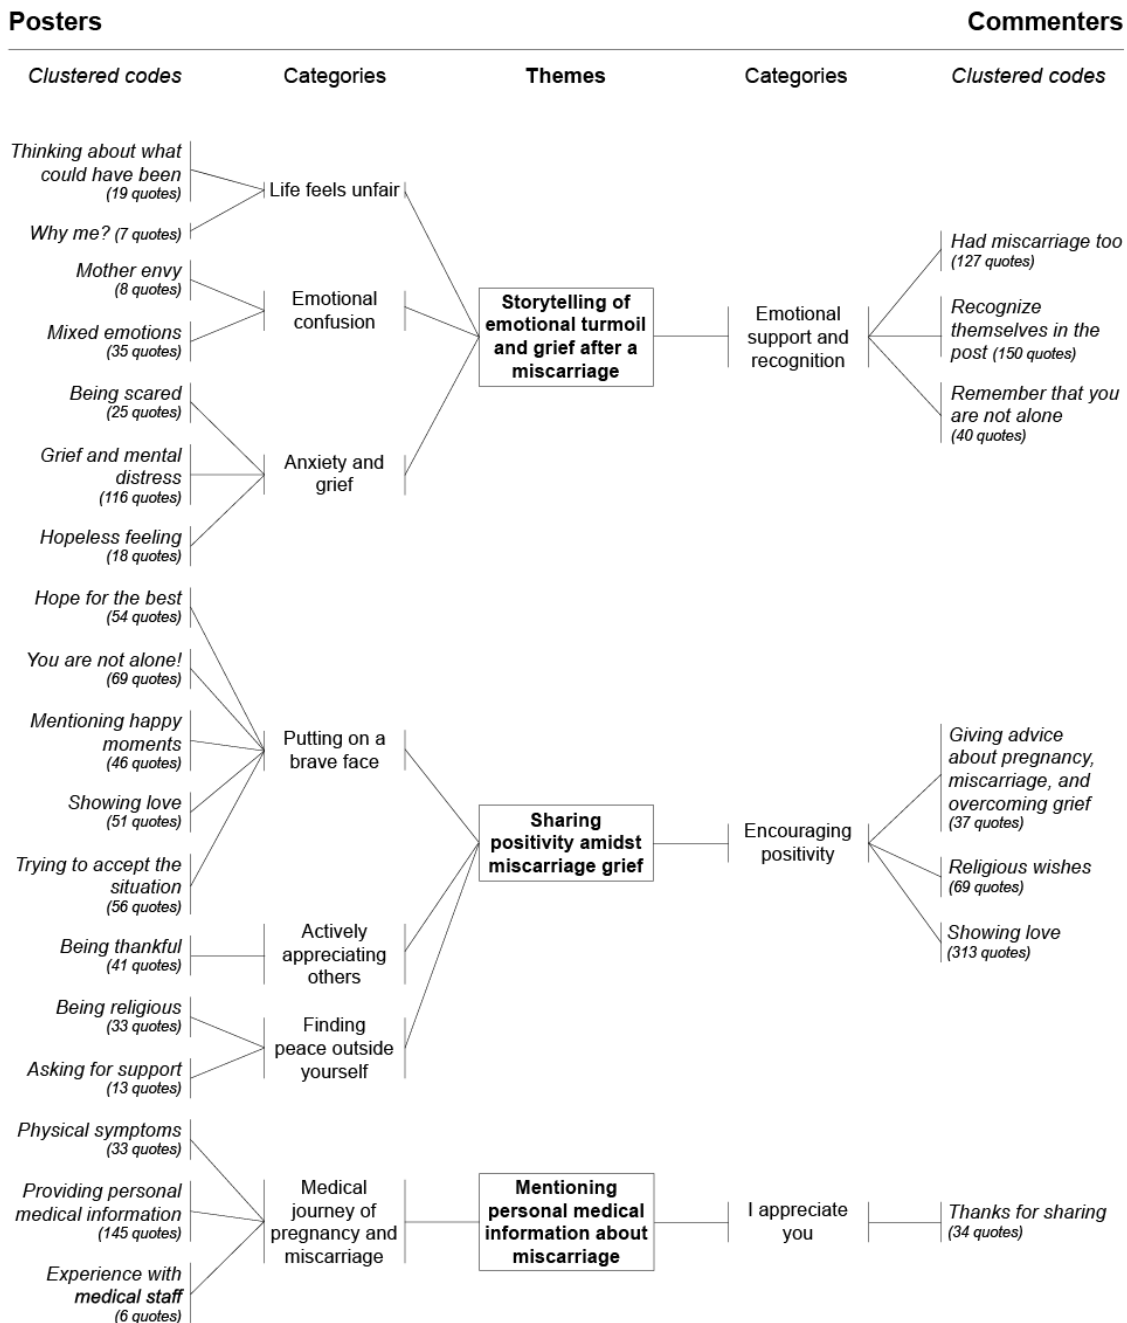 Posters
Commenters
Clustered codes
Categories
Themes
Categories
Clustered codes
Thinking about what
could have been
(19 quotes)
Why me? (7 quotes)
Mother envy
(8 quotes)
Mixed emotions
(35 quotes)
Being scared
(25 quotes)
Grief and mental
distress
(116 quotes)
Hopeless feeling
(18 quotes)
Life feels unfair
Emotional
confusion
Anxiety and
grief
Storytelling of
emotional turmoil
and grief after a
miscarriage
Emotional
support and
recognition
Had miscarriage too
(127 quotes)
Recognize
themselves in the
post (150 quotes)
Remember that you
are not alone
(40 quotes)
Hope for the best
(54 quotes)
You are not alone!
(69 quotes)
Mentioning happy
moments
(46 quotes)
Showing love
(51 quotes)
Trying to accept the
situation
(56 quotes)
Being thankful
(41 quotes)
Being religious
(33 quotes)
Asking for support
(13 quotes)
Putting on a
brave face
Actively
appreciating
others
Finding
peace outside
yourself
Sharing
positivity amidst
miscarriage grief
Encouraging
positivity
Giving advice
about pregnancy,
miscarriage, and
overcoming grief
(37 quotes)
Religious wishes
(69 quotes)
Showing love
(313 quotes)
Physical symptoms
(33 quotes)
Providing personal
medical information
(145 quotes)
Experience with
medical staff
(6 quotes)
Medical
journey of
pregnancy and
miscarriage
Mentioning
personal medical
information about
miscarriage
I appreciate
you
Thanks for sharing
(34 quotes)